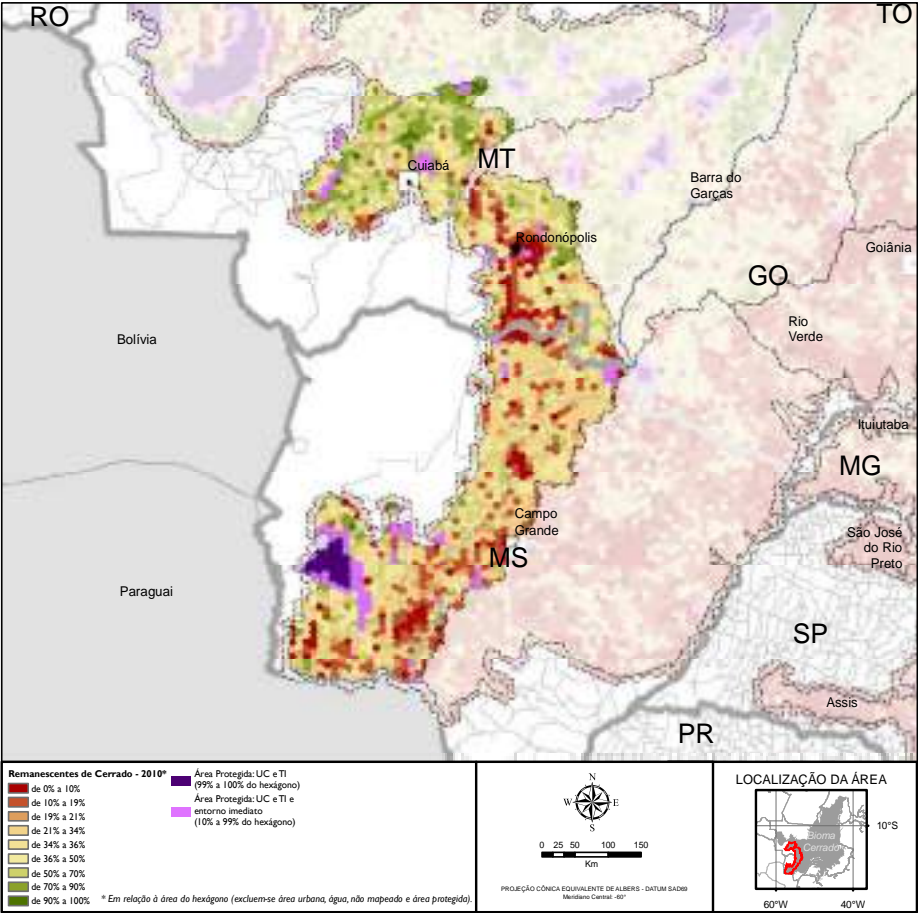 RO
TO
Cuiabá
MT
Barra do
Garças
Rondonópolis
Goiânia
GO
Bolívia
Rio
Verde
Ituiutaba
MG
Campo
Grande
São José
do Rio
Preto
MS
Paraguai
SP
Assis
PR
Remanescentes de Cerrado - 2010*
de 0% a 10%
de 10% a 19%
de 19% a 21%
de 21% a 34%
de 34% a 36%
de 36% a 50%
de 50% a 70%
de 70% a 90%
de 90% a 100%
Área Protegida: UC e TI
(99% a 100% do hexágono)
Área Protegida: UC e TI e
entorno imediato
(10% a 99% do hexágono)
* Em relação à área do hexágono (excluem-se área urbana, água, não mapeado e área protegida).
N
W E
S
0 25 50 100 150
Km
PROJEÇÃO CÔNICA EQUIVALENTE DE ALBERS - DATUM SAD69
Meridiano Central: -60°
LOCALIZAÇÃO DA ÁREA
10°S
Bioma
Cerrado
60°W 40°W